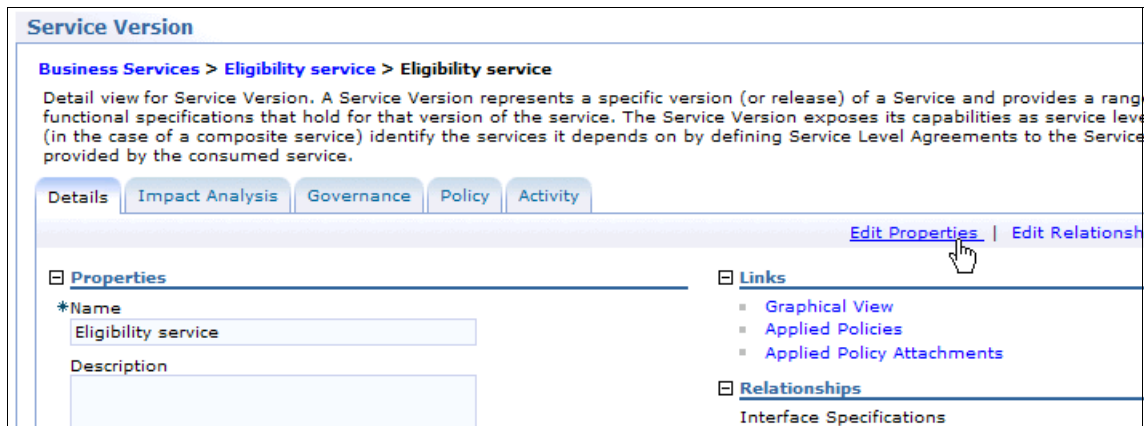 Service Version
Business Services > Eligibility service > Eligibility service
Detail view for Service Version. A Service Version represents a specific version (or release) of a Service and provides a rang
functional specifications that hold for that version of the service. The Service Version exposes its capabilities as service leve
(in the case of a composite service) identify the services it depends on by defining Service Level Agreements to the Service
provided by the consumed service.
Details Impact Analysis Governance Policy Activity
Edit Properties | Edit Relationsh
Properties
*Name
Eligibility service
Description
Links
Graphical View
Applied Policies
Applied Policy Attachments
Relationships
Interface Specifications